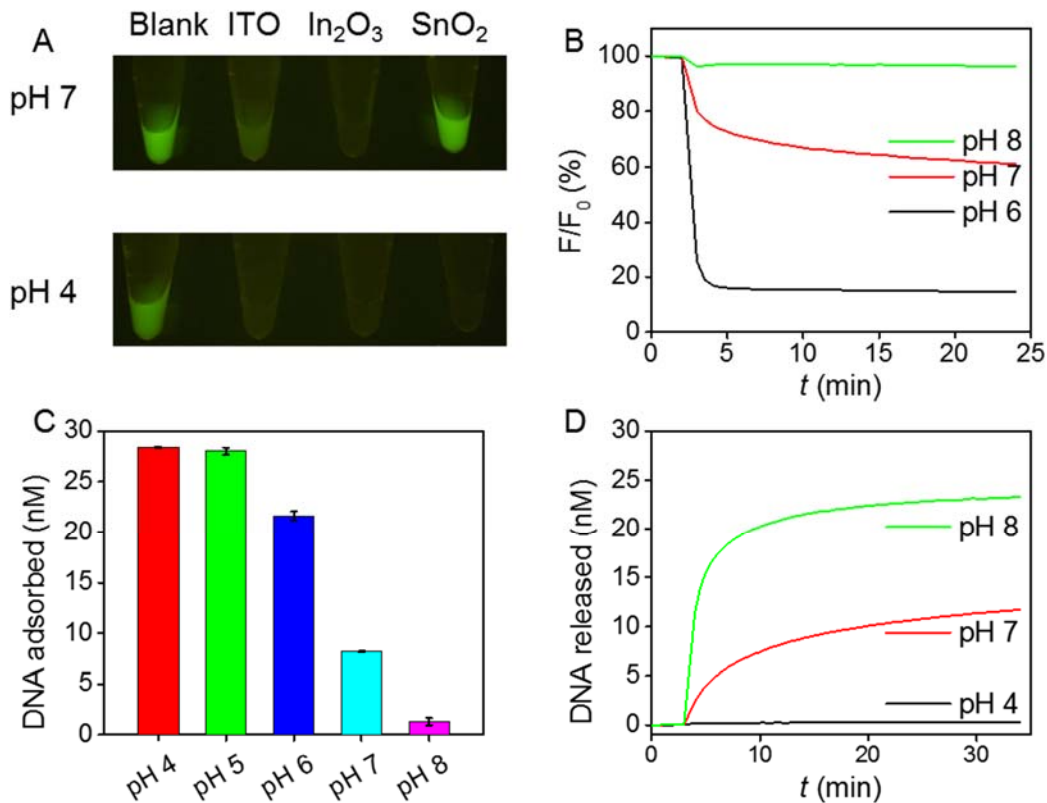 A
Blank ITO In₂O₃ SnO₂
pH 7
pH 4
B
100
80
60
40
20
0
F/F₀ (%)
pH 8
pH 7
pH 6
0 5 10 15 20 25
t (min)
C
30
25
20
15
10
5
0
DNA adsorbed (nM)
pH 4 pH 5 pH 6 pH 7 pH 8
D
30
25
20
15
10
5
0
DNA released (nM)
pH 8
pH 7
pH 4
0 10 20 30
t (min)